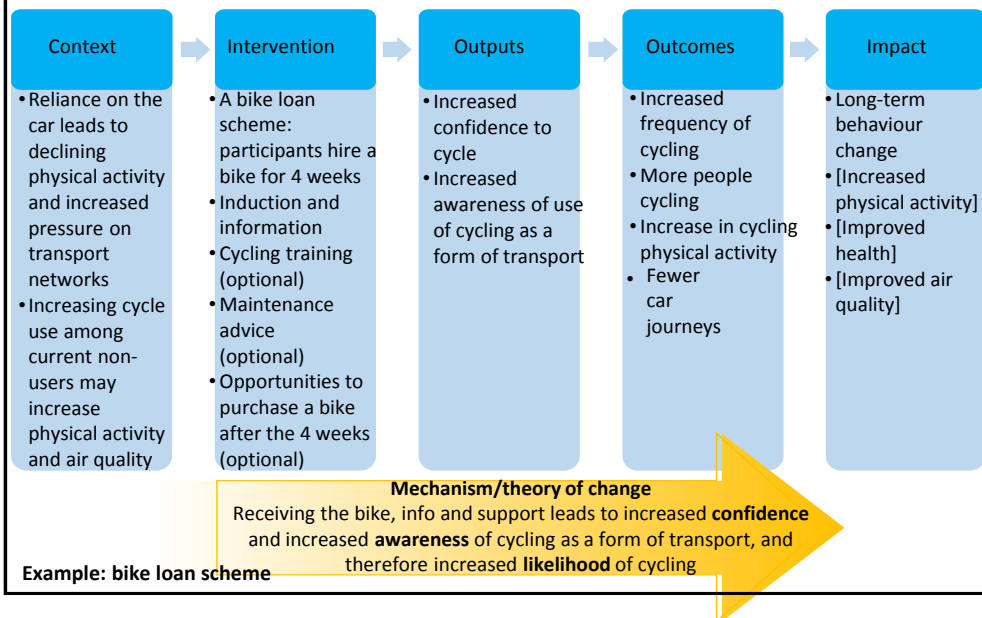 Context
Intervention
Outputs
Outcomes
Impact
• Reliance on the
car leads to
declining
physical activity
and increased
pressure on
transport
networks
• Increasing cycle
use among
current non-
users may
increase
physical activity
and air quality
• A bike loan
scheme:
participants hire a
bike for 4 weeks
• Induction and
information
• Cycling training
(optional)
• Maintenance
advice
(optional)
• Opportunities to
purchase a bike
after the 4 weeks
(optional)
• Increased
confidence to
cycle
• Increased
awareness of use
of cycling as a
form of transport
• Increased
frequency of
cycling
• More people
cycling
• Increase in cycling
physical activity
• Fewer
car
journeys
• Long-term
behaviour
change
• [Increased
physical activity]
• [Improved
health]
• [Improved air
quality]
Mechanism/theory of change
Receiving the bike, info and support leads to increased confidence
and increased awareness of cycling as a form of transport, and
therefore increased likelihood of cycling
Example: bike loan scheme